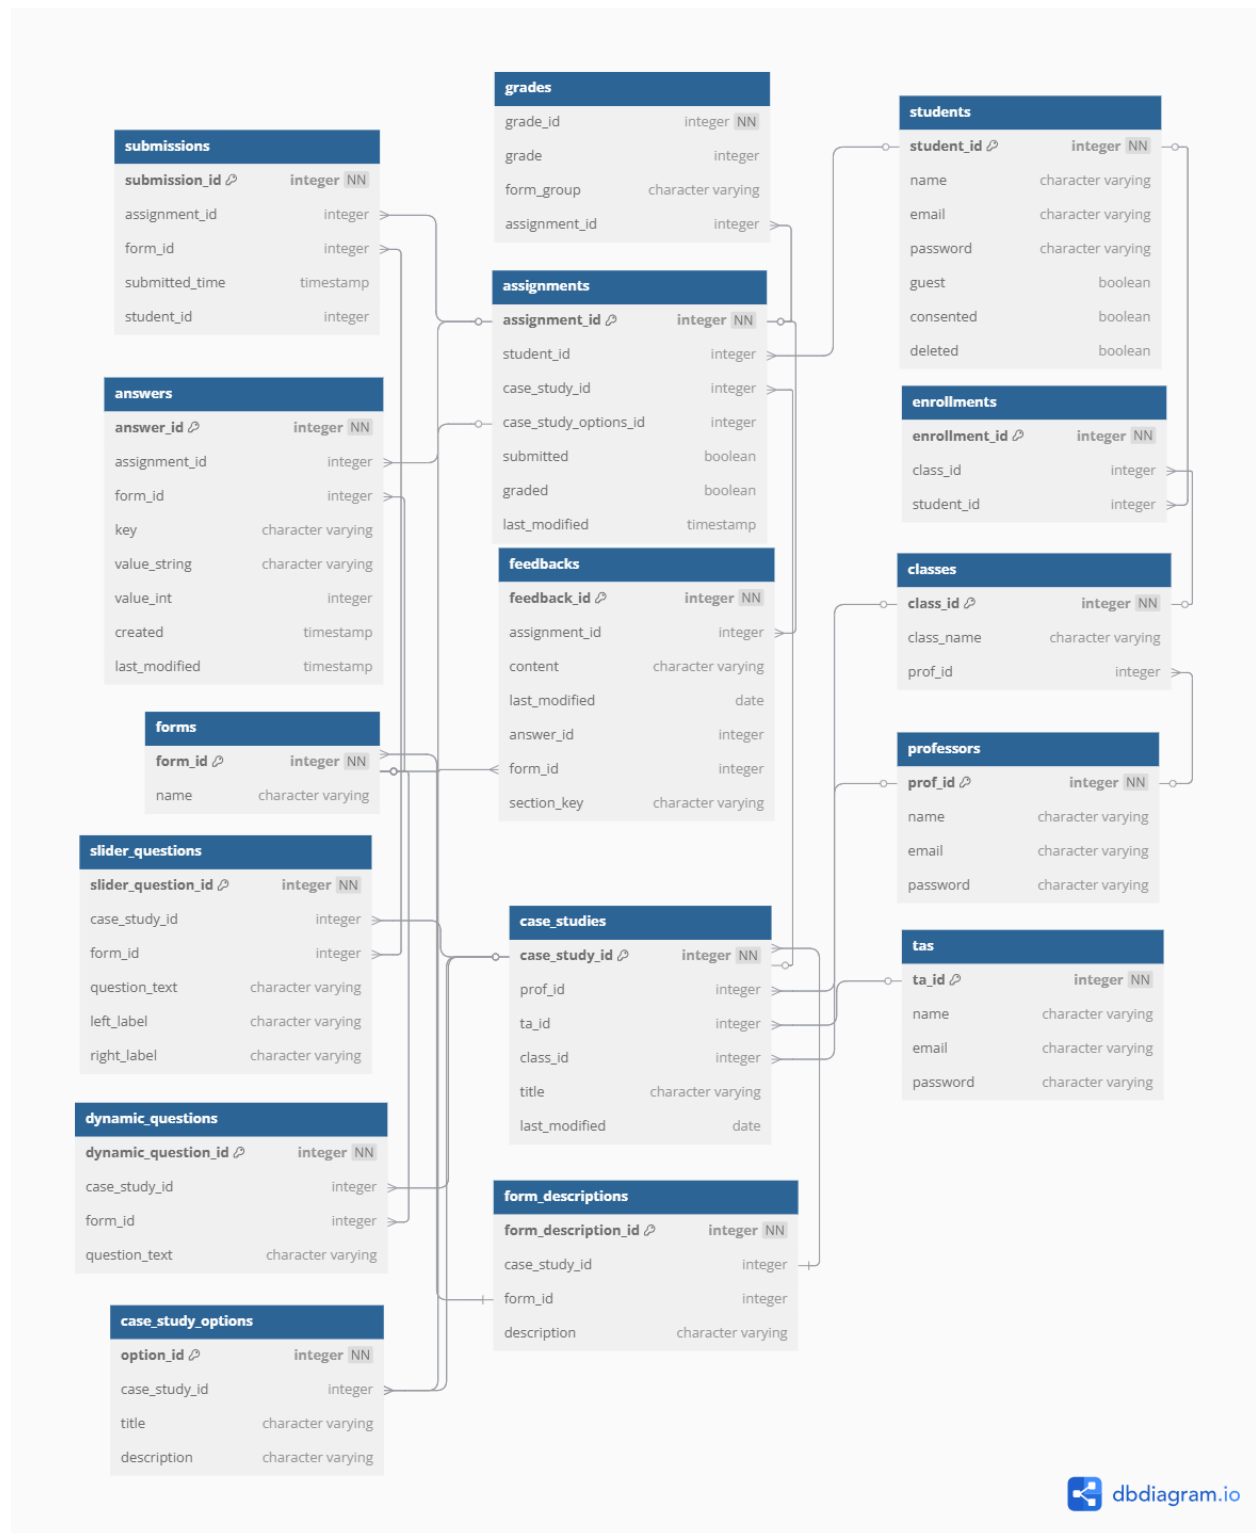 submissions
submission_id integer NN
assignment_id integer
form_id integer
submitted_time timestamp
student_id integer
answers
answer_id integer NN
assignment_id integer
form_id integer
key character varying
value_string character varying
value_int integer
created timestamp
last_modified timestamp
forms
form_id integer NN
name character varying
slider_questions
slider_question_id integer NN
case_study_id integer
form_id integer
question_text character varying
left_label character varying
right_label character varying
dynamic_questions
dynamic_question_id integer NN
case_study_id integer
form_id integer
question_text character varying
case_study_options
option_id integer NN
case_study_id integer
title character varying
description character varying
grades
grade_id integer NN
grade integer
form_group character varying
assignment_id integer
assignments
assignment_id integer NN
student_id integer
case_study_id integer
case_study_options_id integer
submitted boolean
graded boolean
last_modified timestamp
feedbacks
feedback_id integer NN
assignment_id integer
content character varying
last_modified date
answer_id integer
form_id integer
section_key character varying
case_studies
case_study_id integer NN
prof_id integer
ta_id integer
class_id integer
title character varying
last_modified date
form_descriptions
form_description_id integer NN
case_study_id integer
form_id integer
description character varying
students
student_id integer NN
name character varying
email character varying
password character varying
guest boolean
consented boolean
deleted boolean
enrollments
enrollment_id integer NN
class_id integer
student_id integer
classes
class_id integer NN
class_name character varying
prof_id integer
professors
prof_id integer NN
name character varying
email character varying
password character varying
tas
ta_id integer NN
name character varying
email character varying
password character varying
dbdiagram.io